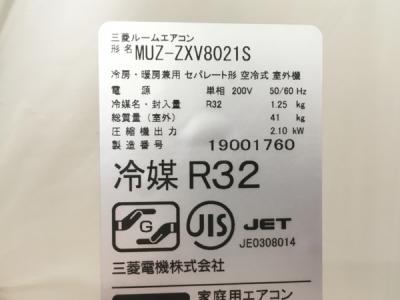 三菱ルームエアコン
形名 MUZ-ZXV8021S
冷房・暖房兼用 セパレート形 空冷式 室外機
電源 単相 200V 50/60 Hz
冷媒名・封入量 R32 1.25 kg
総質量(室外) 41 kg
圧縮機出力 2.10 kW
製造番号 19001760
冷媒 R32
G
JIS
JET
JE0308014
三菱電機株式会社
家庭用エアコン